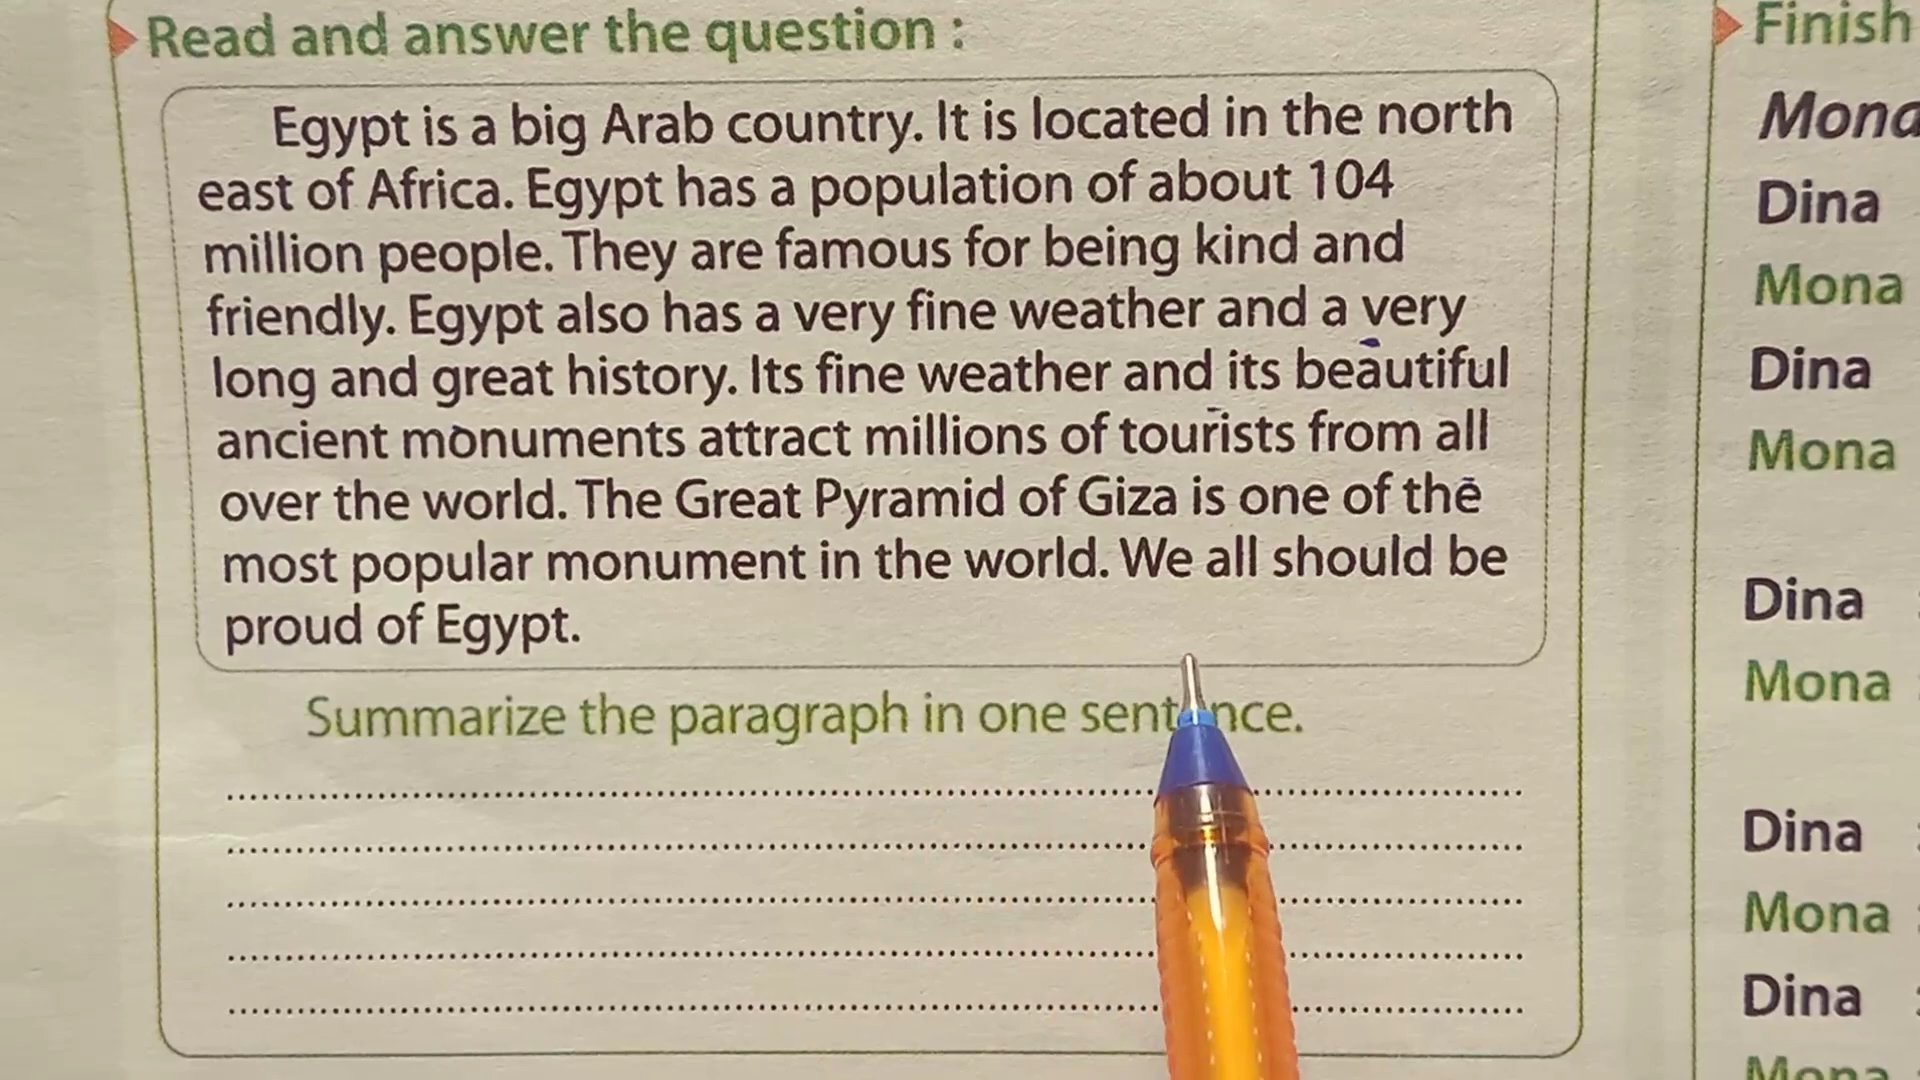 Read and answer the question :
Egypt is a big Arab country. It is located in the north
east of Africa. Egypt has a population of about 104
million people. They are famous for being kind and
friendly. Egypt also has a very fine weather and a very
long and great history. Its fine weather and its beautiful
ancient monuments attract millions of tourists from all
over the world. The Great Pyramid of Giza is one of the
most popular monument in the world. We all should be
proud of Egypt.
Summarize the paragraph in one sentence.
Finish
Mona
Dina
Mona
Dina
Mona
Dina :
Mona :
Dina :
Mona :
Dina :
Mona